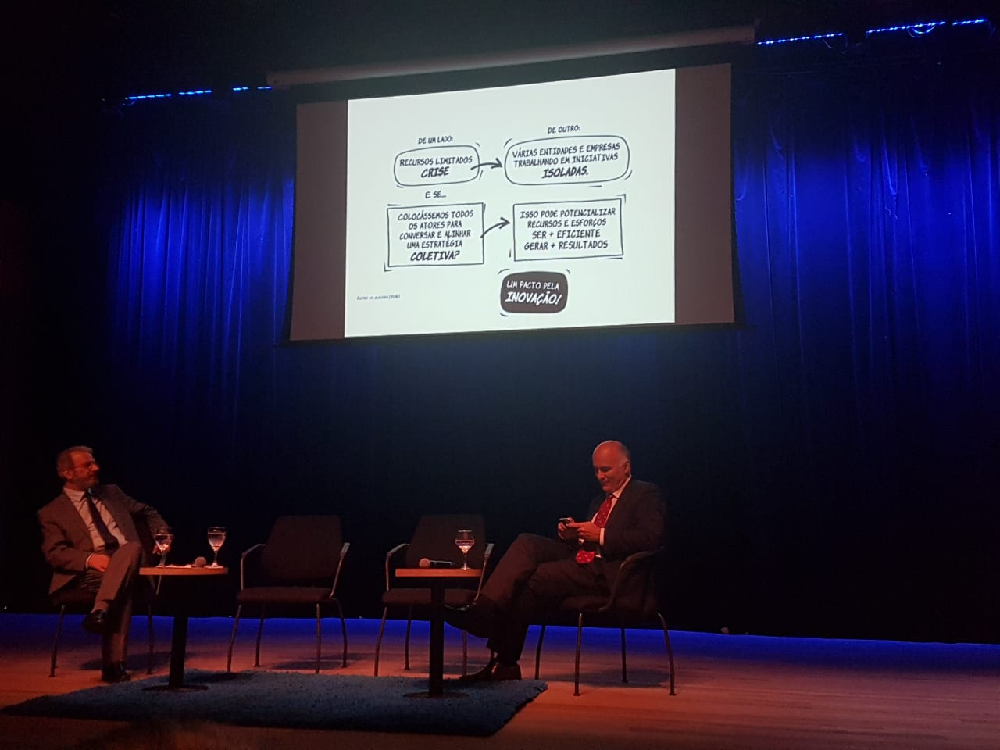 DE UM LADO:
RECURSOS LIMITADOS
CRISE
DE OUTRO:
VÁRIAS ENTIDADES E EMPRESAS
TRABALHANDO EM INICIATIVAS
ISOLADAS.
E SE...
COLOCÁSSEMOS TODOS
OS ATORES PARA
CONVERSAR E ALINHAR
UMA ESTRATÉGIA
COLETIVA?
ISSO PODE POTENCIALIZAR
RECURSOS E ESFORÇOS
SER + EFICIENTE
GERAR + RESULTADOS
UM PACTO PELA
INOVAÇÃO!
os autores